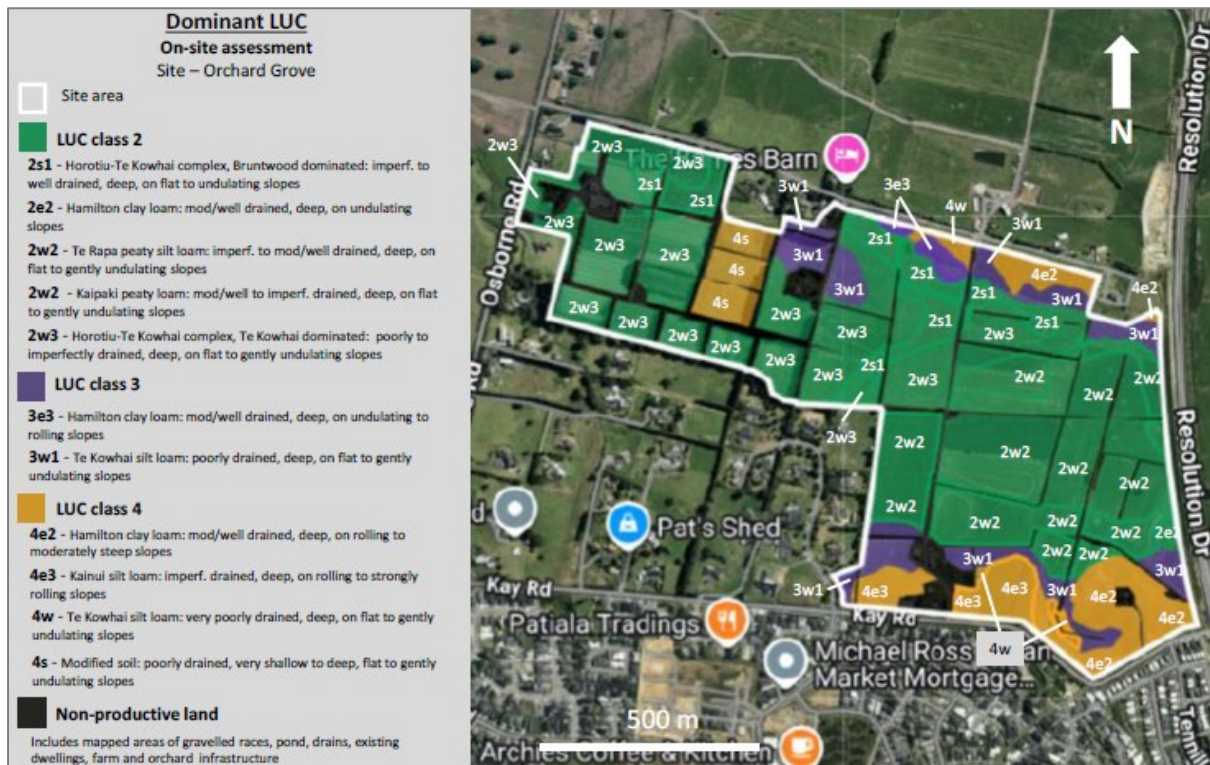 Dominant LUC
On-site assessment
Site – Orchard Grove
Site area
LUC class 2
2s1 - Horotiu-Te Kowhai complex, Bruntwood dominated: imperf. to
well drained, deep, on flat to undulating slopes
2e2 - Hamilton clay loam: mod/well drained, deep, on undulating
slopes
2w2 - Te Rapa peaty silt loam: imperf. to mod/well drained, deep, on
flat to gently undulating slopes
2w2 - Kaipaki peaty loam: mod/well to imperf. drained, deep, on flat
to gently undulating slopes
2w3 - Horotiu-Te Kowhai complex, Te Kowhai dominated: poorly to
imperfectly drained, deep, on flat to gently undulating slopes
LUC class 3
3e3 - Hamilton clay loam: mod/well drained, deep, on undulating to
rolling slopes
3w1 - Te Kowhai silt loam: poorly drained, deep, on flat to gently
undulating slopes
LUC class 4
4e2 - Hamilton clay loam: mod/well drained, deep, on rolling to
moderately steep slopes
4e3 - Kainui silt loam: imperf. drained, deep, on rolling to strongly
rolling slopes
4w - Te Kowhai silt loam: very poorly drained, deep, on flat to gently
undulating slopes
4s - Modified soil: poorly drained, very shallow to deep, flat to gently
undulating slopes
Non-productive land
Includes mapped areas of gravelled races, pond, drains, existing
dwellings, farm and orchard infrastructure
N
Resolution Dr
2w3
2w3
2w3
Barn
3w1
3e3
4w
3w1
2s1
2s1
2w3
2w3
2w3
4s
4s
4s
3w1
3w1
2s1
2s1
2s1
4e2
3w1
4e2
3w1
Osborne Rd
2w3
2w3
2w3
2w3
2w3
2w3
2w3
2w3
2s1
2w3
2s1
2w3
2s1
2w3
2w2
2w2
2w2
2w3
Rd
2w2
2w2
2w2
2w2
2w2
Resolution Dr
d
Pat's Shed
2w2
2w2
2w2
2w2
2w2
2e2
3w1
3w1
3w1
3w1
4e3
4e3
4e3
4e2
4e2
4e2
4w
Kay Rd
Kay Rd
Patiala Tradings
Michael Ross
an
Market Mortgage...
500 m
Archies Coffee & Kitchen
Tenmil